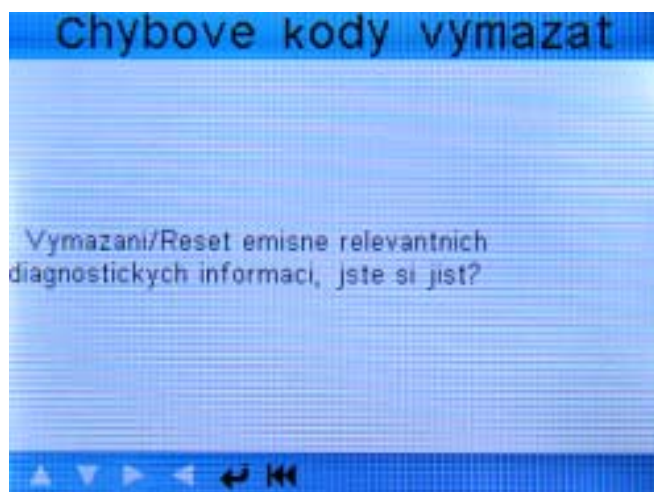 Chybove kody vymazat
Vymazani/Reset emisne relevantnich
diagnostickych informaci, jste si jist?